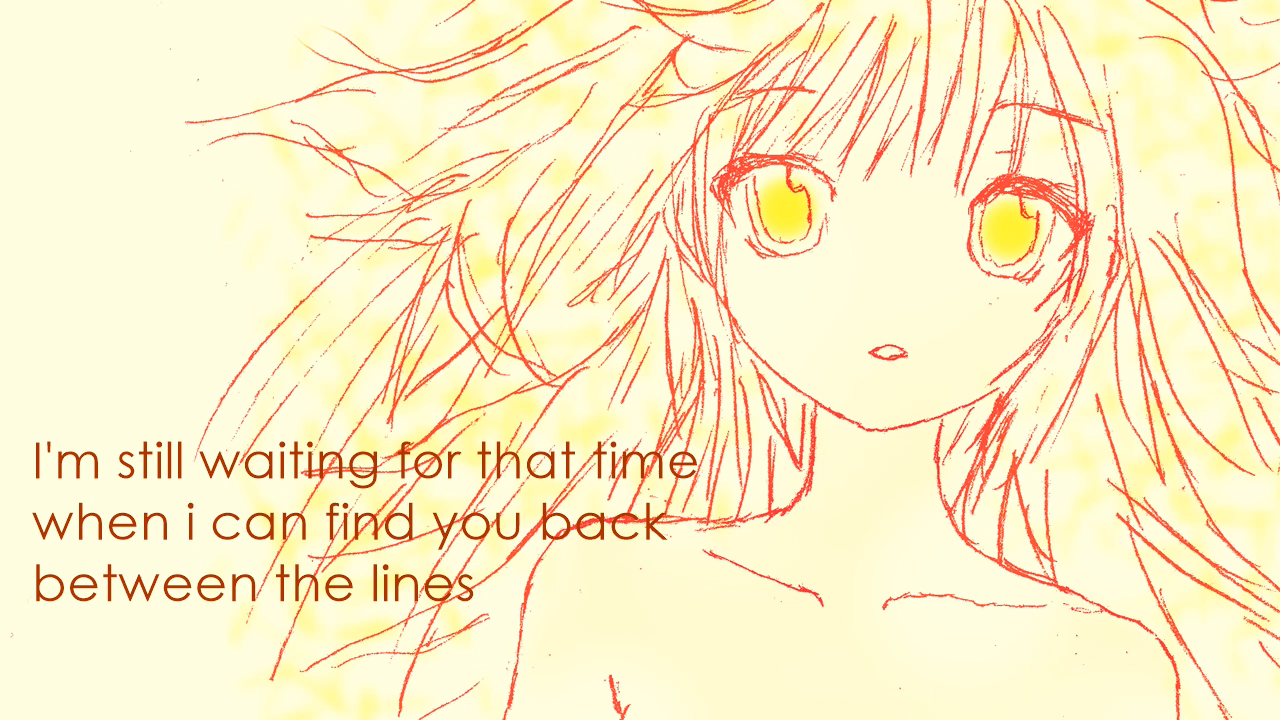 I'm still waiting for that time
when i can find you back
between the lines